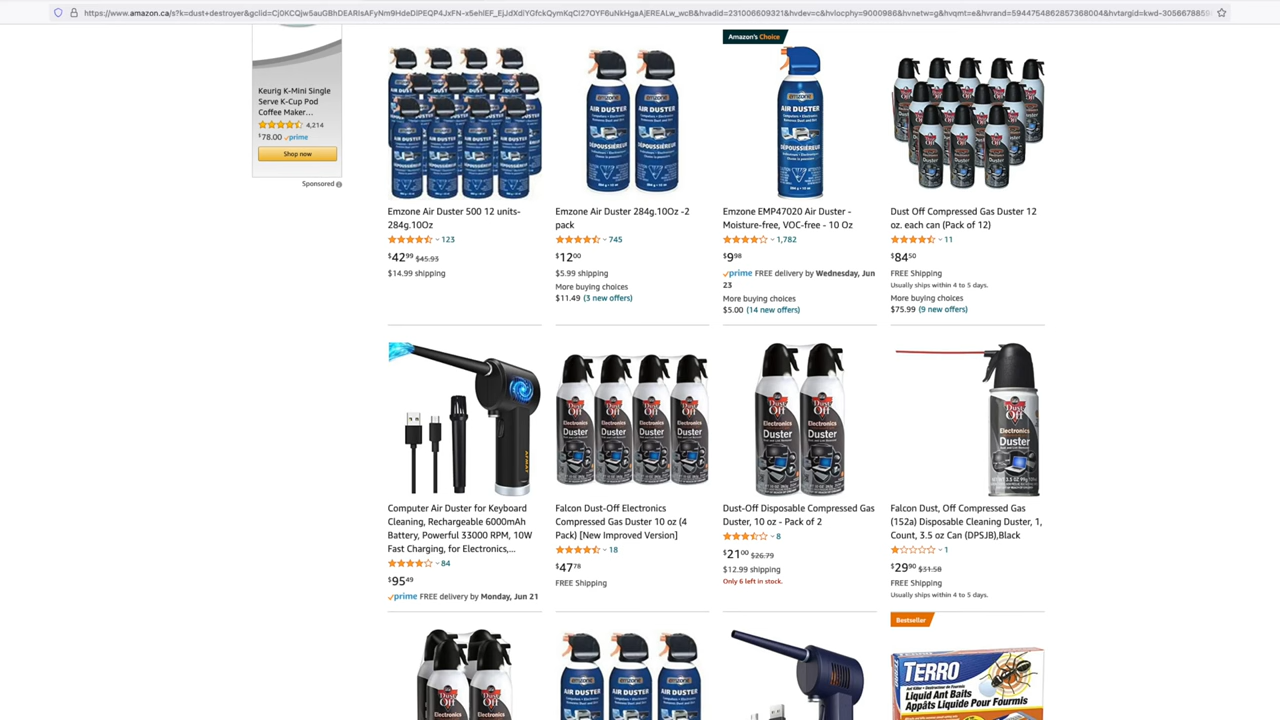 https://www.amazon.ca/s?k=dust+destroyer&gclid=
Keurig K-Mini Single
Serve K-Cup Pod
Coffee Maker...
4,214
$78.00 prime
Shop now
Sponsored
Amazon's Choice
Emzone Air Duster 500 12 units-
284g.10Oz
123
$42.99 $45.93
$14.99 shipping
Emzone Air Duster 284g.10Oz -2
pack
745
$12.00
$5.99 shipping
More buying choices
$11.49 (3 new offers)
Emzone EMP47020 Air Duster -
Moisture-free, VOC-free - 10 Oz
1,782
$9.98
prime FREE delivery by Wednesday, Jun
23
More buying choices
$5.00 (14 new offers)
Dust Off Compressed Gas Duster 12
oz. each can (Pack of 12)
11
$84.50
FREE Shipping
Usually ships within 4 to 5 days.
More buying choices
$75.99 (9 new offers)
Computer Air Duster for Keyboard
Cleaning, Rechargeable 6000mAh
Battery, Powerful 33000 RPM, 10W
Fast Charging, for Electronics,...
84
$95.49
prime FREE delivery by Monday, Jun 21
Falcon Dust-Off Electronics
Compressed Gas Duster 10 oz (4
Pack) [New Improved Version]
18
$47.78
FREE Shipping
Dust-Off Disposable Compressed Gas
Duster, 10 oz - Pack of 2
8
$21.00 $26.79
$12.99 shipping
Only 6 left in stock.
Falcon Dust, Off Compressed Gas
(152a) Disposable Cleaning Duster, 1,
Count, 3.5 oz Can (DPSJB),Black
1
$29.90 $31.58
FREE Shipping
Usually ships within 4 to 5 days.
Bestseller
TERRO
Liquid Ant Baits
Appâts Liquide Pour Fourmis